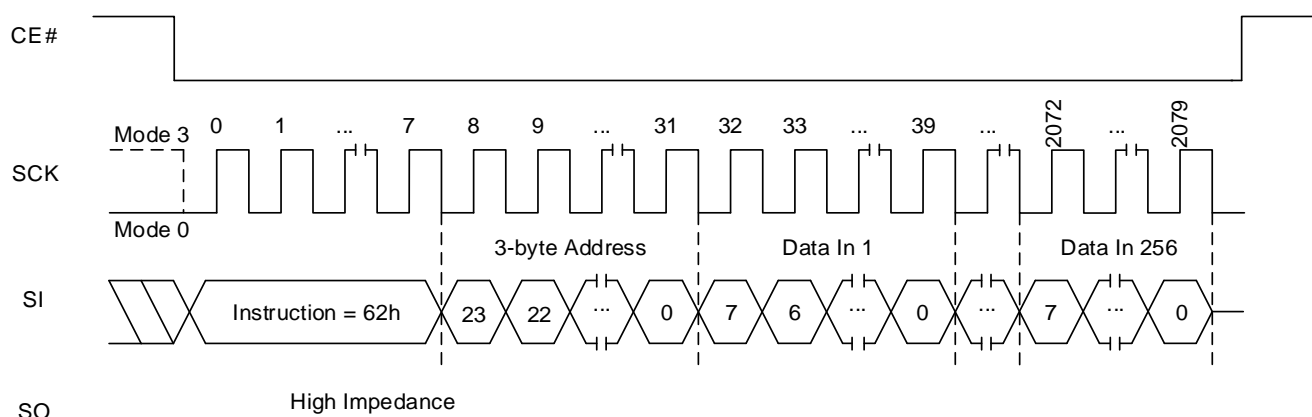 CE#
Mode 3 0 1 ... 7 8 9 ... 31 32 33 ... 39 ... 2072 ... 2079
SCK
Mode 0
3-byte Address Data In 1 Data In 256
SI Instruction = 62h 23 22 ... 0 7 6 ... 0 ... 7 ... 0
High Impedance
SO